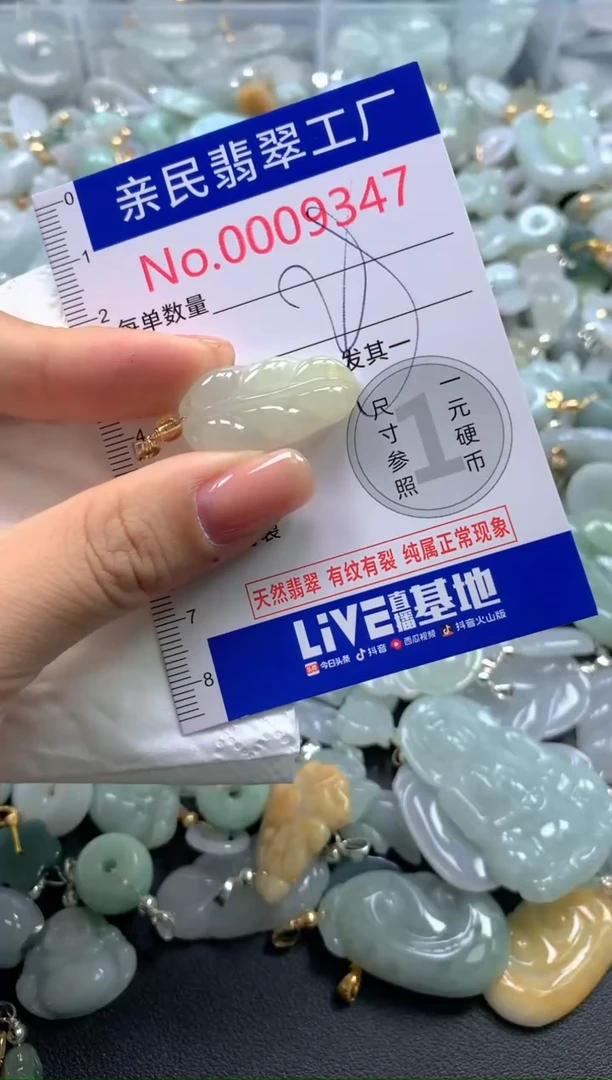 亲民翡翠工厂
No.0009347
0
1
2
每单数量
发其一
4
一元硬币
1
尺寸参照
裂
天然翡翠 有纹有裂 纯属正常现象
7
LiVE直播基地
8
今日头条 抖音 西瓜视频 抖音火山版